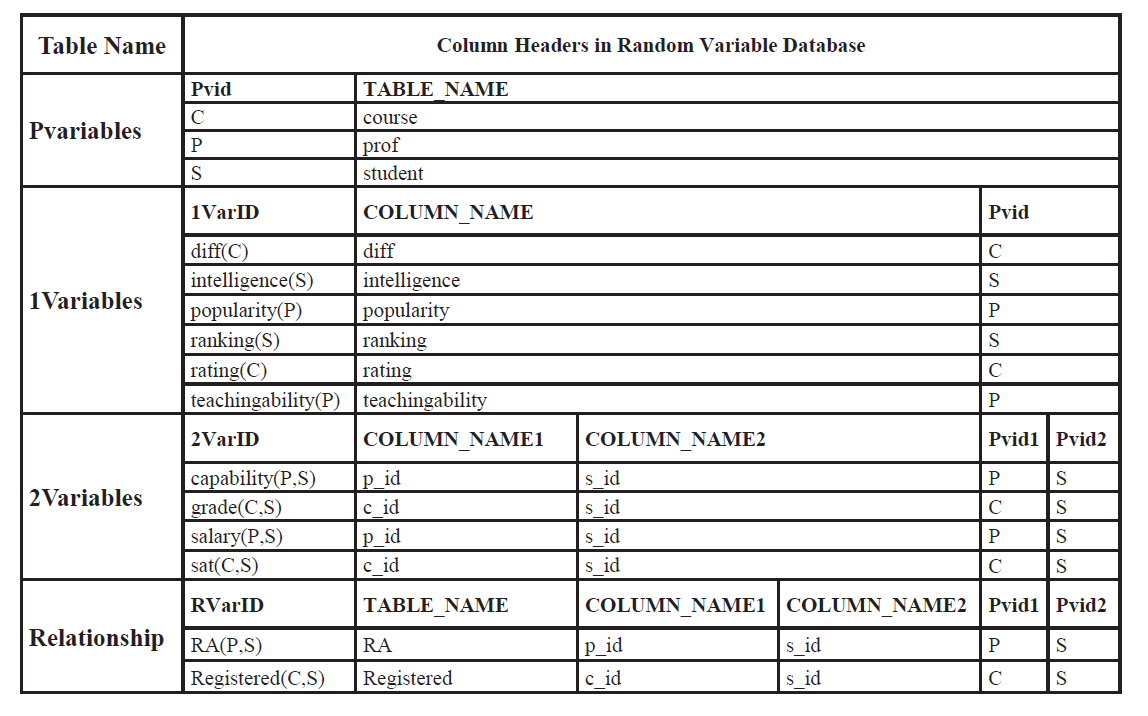 Table Name Column Headers in Random Variable Database
Pvariables
Pvid TABLE_NAME
C course
P prof
S student
1Variables
1VarID COLUMN_NAME Pvid
diff(C) diff C
intelligence(S) intelligence S
popularity(P) popularity P
ranking(S) ranking S
rating(C) rating C
teachingability(P) teachingability P
2Variables
2VarID COLUMN_NAME1 COLUMN_NAME2 Pvid1 Pvid2
capability(P,S) p_id s_id P S
grade(C,S) c_id s_id C S
salary(P,S) p_id s_id P S
sat(C,S) c_id s_id C S
Relationship
RVarID TABLE_NAME COLUMN_NAME1 COLUMN_NAME2 Pvid1 Pvid2
RA(P,S) RA p_id s_id P S
Registered(C,S) Registered c_id s_id C S